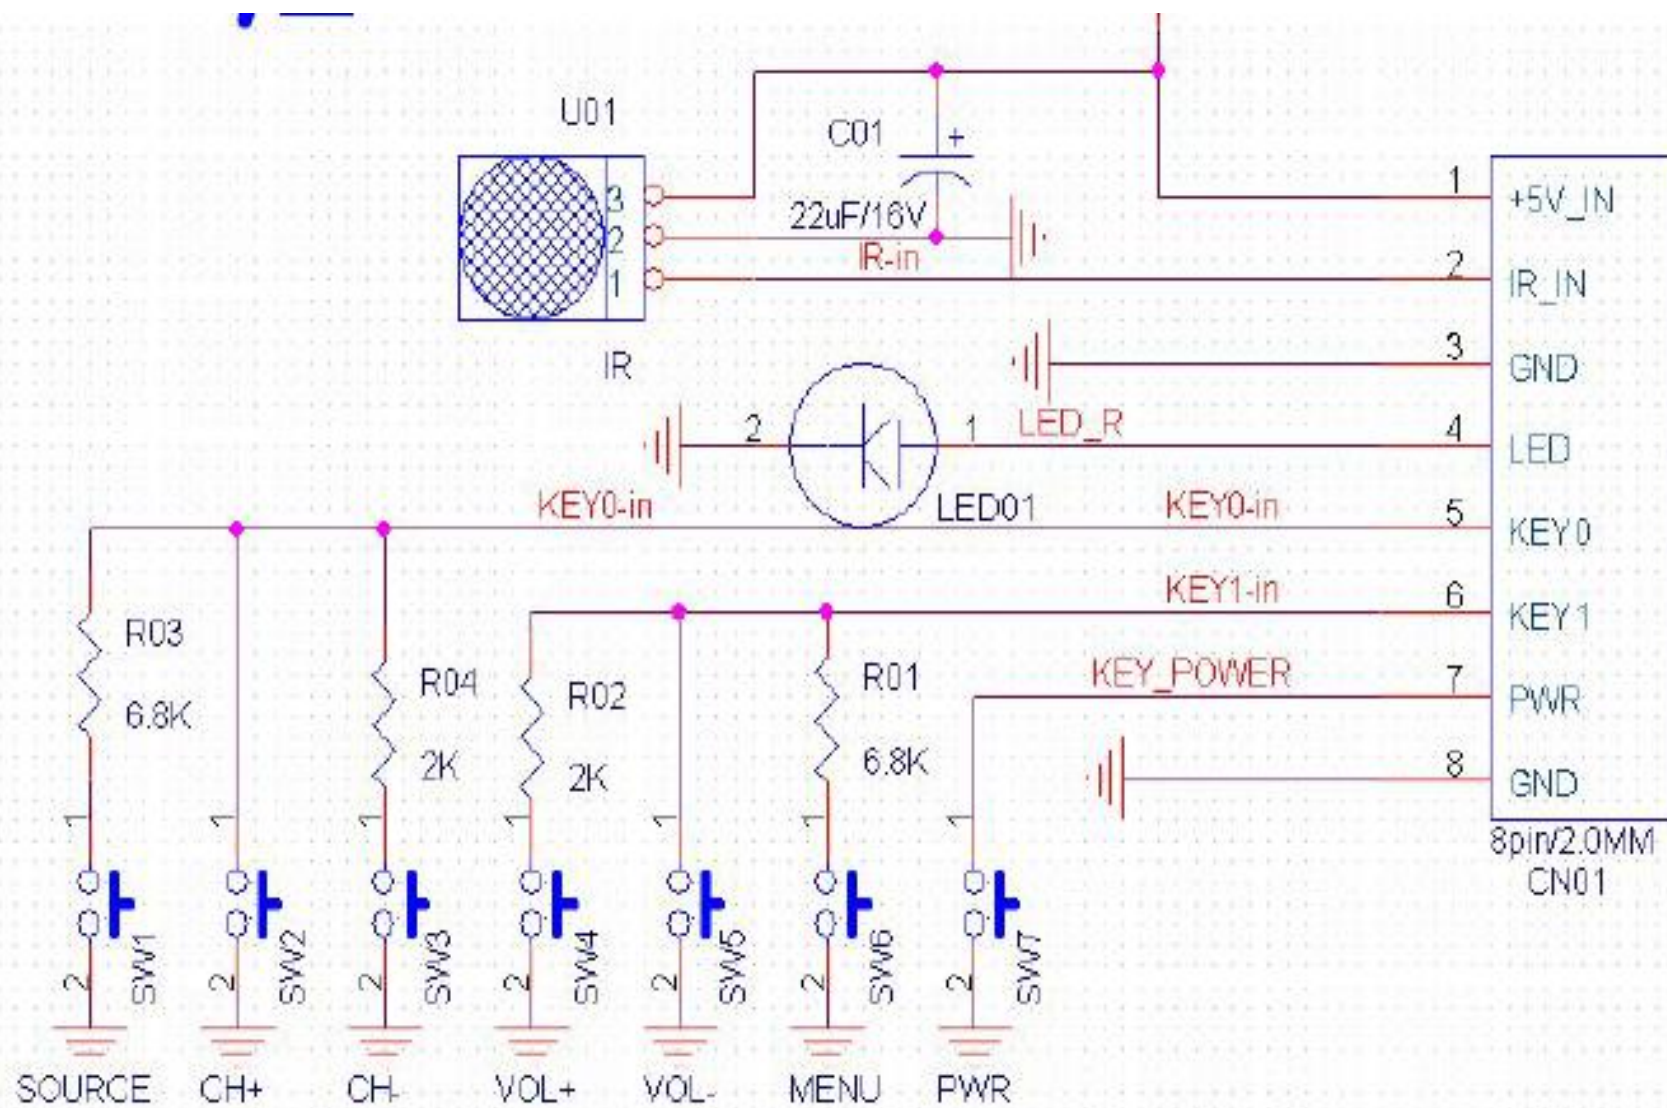 U01
C01
+
22uF/16V
3
2
1
IR-in
IR
1
+5V_IN
2
IR_IN
3
GND
2
1
LED_R
4
LED
LED01
KEY0-in
KEY0-in
5
KEY0
KEY1-in
6
KEY1
KEY_POWER
7
PWR
8
GND
8pin/2.0MM
CN01
R03
6.8K
R04
2K
R02
2K
R01
6.8K
1
1
1
1
1
1
1
SW1
SW2
SW3
SW4
SW5
SW6
SW7
2
2
2
2
2
2
2
SOURCE
CH+
CH-
VOL+
VOL-
MENU
PWR